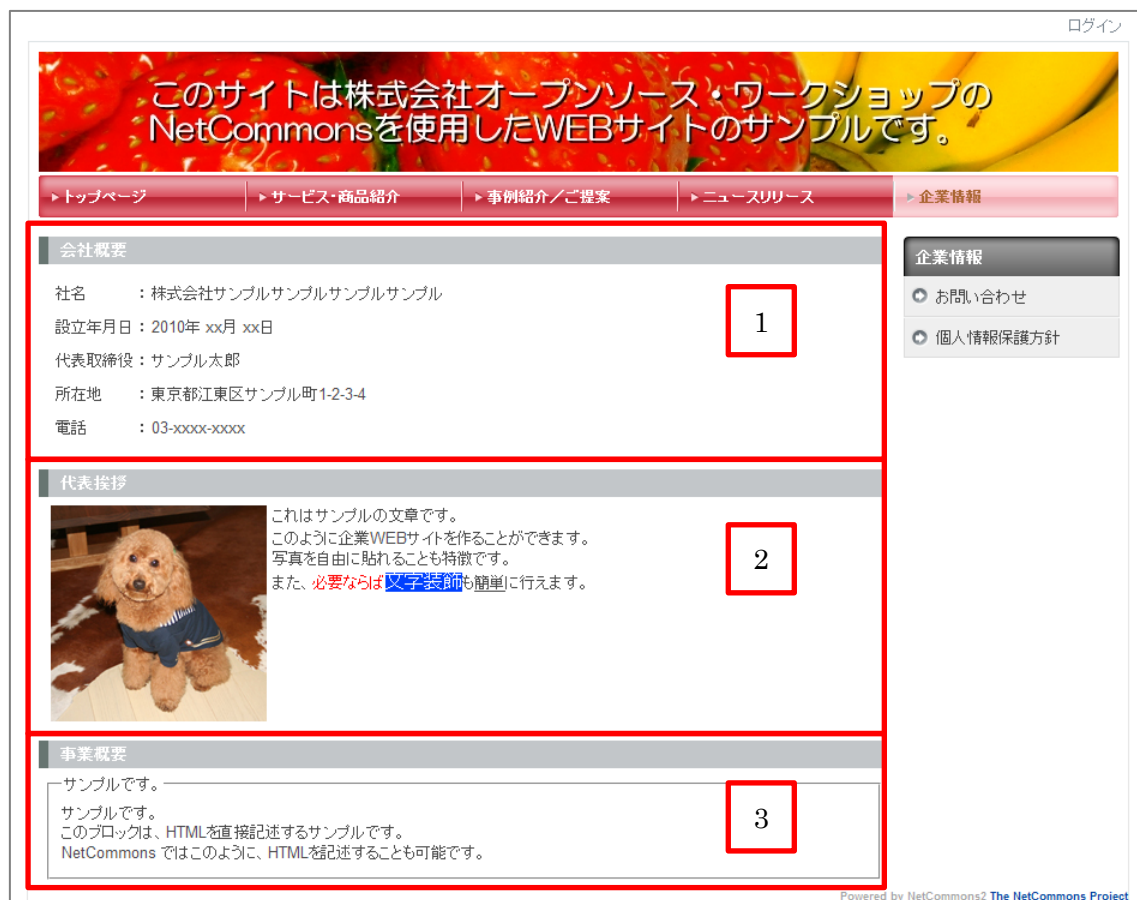 ログイン
このサイトは株式会社オープンソース・ワークショップの
NetCommonsを使用したWEBサイトのサンプルです。
トップページ
サービス・商品紹介
事例紹介／ご提案
ニュースリリース
企業情報
会社概要
社名 ：株式会社サンプルサンプルサンプルサンプル
設立年月日：2010年 xx月 xx日
代表取締役：サンプル太郎
所在地 ：東京都江東区サンプル町1-2-3-4
電話 ：03-xxxx-xxxx
1
企業情報
お問い合わせ
個人情報保護方針
代表挨拶
これはサンプルの文章です。
このように企業WEBサイトを作ることができます。
写真を自由に貼れることも特徴です。
また、必要ならば文字装飾も簡単に行えます。
2
事業概要
サンプルです。
サンプルです。
このブロックは、HTMLを直接記述するサンプルです。
NetCommons ではこのように、HTMLを記述することも可能です。
3
Powered by NetCommons2 The NetCommons Project